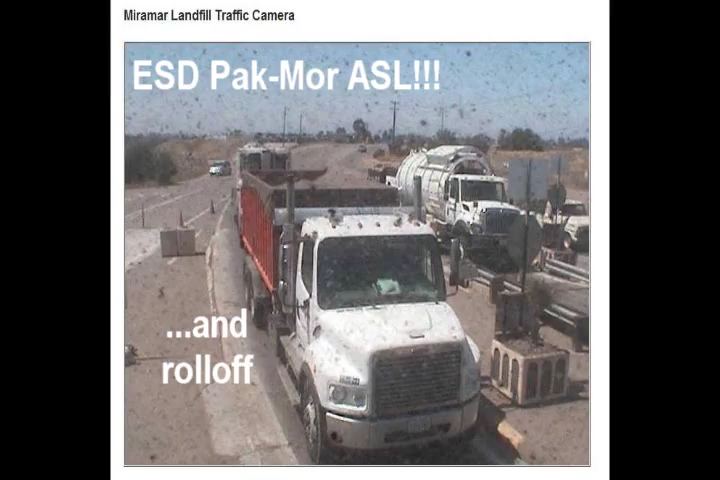 Miramar Landfill Traffic Camera
ESD Pak-Mor ASL!!!
...and
rolloff